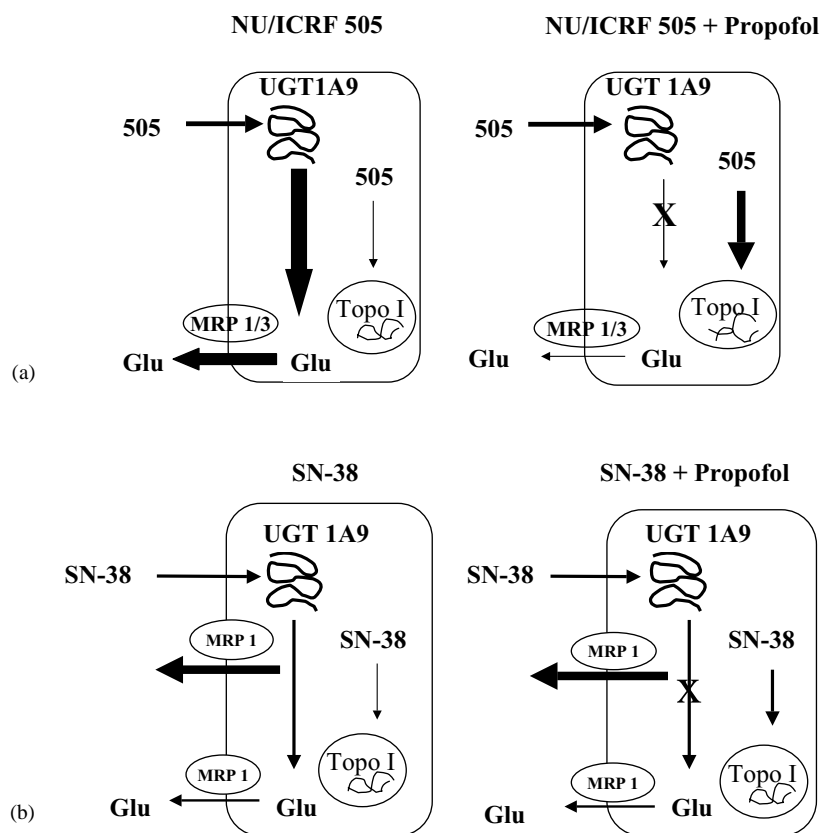 NU/ICRF 505
UGT1A9
505
505
Topo I
MRP 1/3
Glu
Glu
NU/ICRF 505 + Propofol
UGT 1A9
505
505
X
Topo I
MRP 1/3
Glu
Glu
(a)
SN-38
UGT 1A9
SN-38
MRP 1
SN-38
Topo I
MRP 1
Glu
Glu
SN-38 + Propofol
UGT 1A9
SN-38
MRP 1
SN-38
X
Topo I
MRP 1
Glu
Glu
(b)